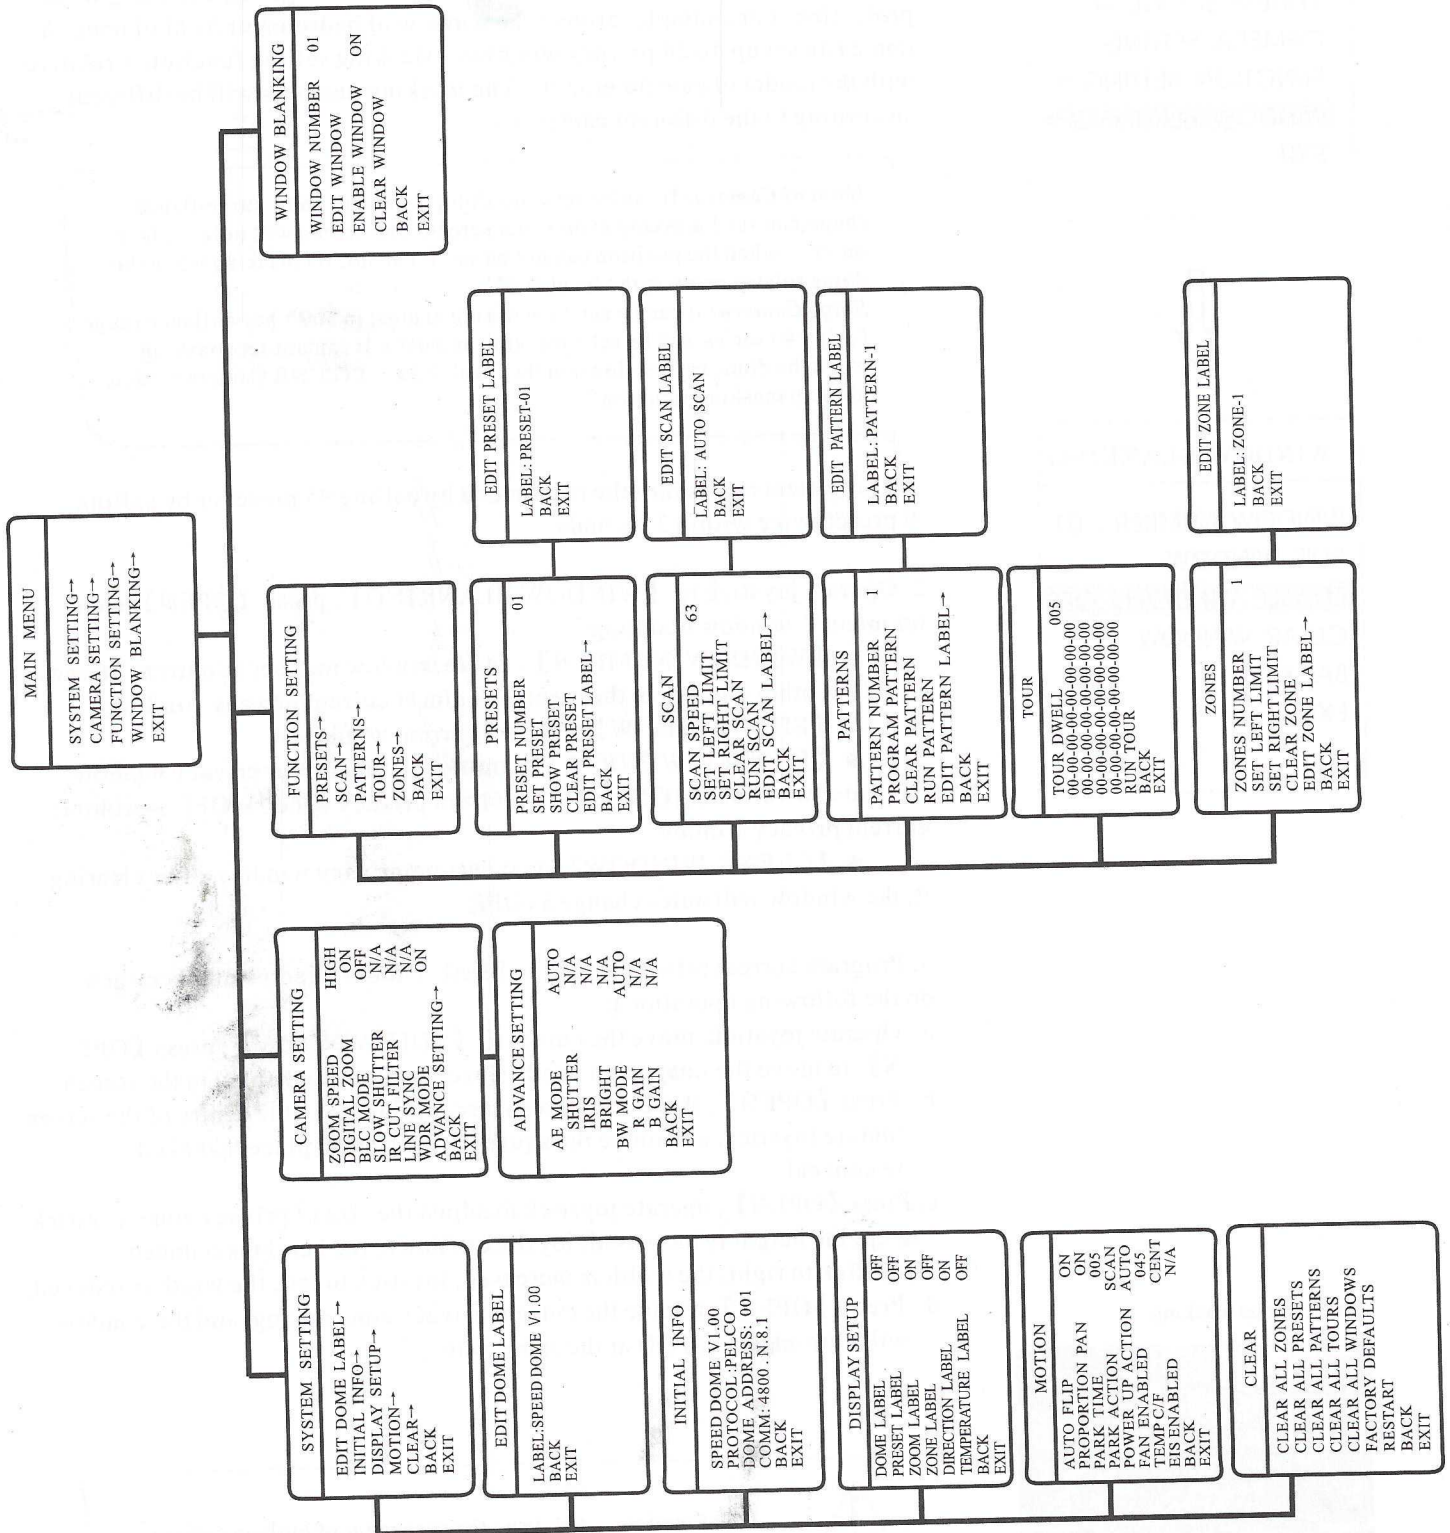 MAIN MENU
SYSTEM SETTING→
CAMERA SETTING→
FUNCTION SETTING→
WINDOW BLANKING→
EXIT
SYSTEM SETTING
EDIT DOME LABEL→
INITIAL INFO→
DISPLAY SETUP→
MOTION→
CLEAR→
BACK
EXIT
EDIT DOME LABEL
LABEL:SPEED DOME V1.00
BACK
EXIT
INITIAL INFO
SPEED DOME V1.00
PROTOCOL:PELCO
DOME ADDRESS: 001
COMM: 4800 . N.8.1
BACK
EXIT
DISPLAY SETUP
DOME LABEL OFF
PRESET LABEL OFF
ZOOM LABEL ON
ZONE LABEL OFF
DIRECTION LABEL ON
TEMPERATURE LABEL OFF
BACK
EXIT
MOTION
AUTO FLIP ON
PROPORTION PAN ON
PARK TIME 005
PARK ACTION SCAN
POWER UP ACTION AUTO
FAN ENABLED 045
TEMP C/F CENT
EIS ENABLED N/A
BACK
EXIT
CLEAR
CLEAR ALL ZONES
CLEAR ALL PRESETS
CLEAR ALL PATTERNS
CLEAR ALL TOURS
CLEAR ALL WINDOWS
FACTORY DEFAULTS
RESTART
BACK
EXIT
CAMERA SETTING
ZOOM SPEED HIGH
DIGITAL ZOOM ON
BLC MODE OFF
SLOW SHUTTER N/A
IR CUT FILTER N/A
LINE SYNC N/A
WDR MODE ON
ADVANCE SETTING→
BACK
EXIT
ADVANCE SETTING
AE MODE AUTO
SHUTTER N/A
IRIS N/A
BRIGHT N/A
BW MODE AUTO
R GAIN N/A
B GAIN N/A
BACK
EXIT
FUNCTION SETTING
PRESETS→
SCAN→
PATTERNS→
TOUR→
ZONES→
BACK
EXIT
PRESETS
PRESET NUMBER 01
SET PRESET
SHOW PRESET
CLEAR PRESET
EDIT PRESET LABEL→
BACK
EXIT
EDIT PRESET LABEL
LABEL: PRESET-01
BACK
EXIT
SCAN
SCAN SPEED 63
SET LEFT LIMIT
SET RIGHT LIMIT
CLEAR SCAN
RUN SCAN
EDIT SCAN LABEL→
BACK
EXIT
EDIT SCAN LABEL
LABEL: AUTO SCAN
BACK
EXIT
PATTERNS
PATTERN NUMBER 1
PROGRAM PATTERN
CLEAR PATTERN
RUN PATTERN
EDIT PATTERN LABEL→
BACK
EXIT
EDIT PATTERN LABEL
LABEL: PATTERN-1
BACK
EXIT
TOUR
TOUR DWELL 005
00-00-00-00-00-00-00-00
00-00-00-00-00-00-00-00
00-00-00-00-00-00-00-00
00-00-00-00-00-00-00-00
RUN TOUR
BACK
EXIT
ZONES
ZONES NUMBER 1
SET LEFT LIMIT
SET RIGHT LIMIT
CLEAR ZONE
EDIT ZONE LABEL→
BACK
EXIT
EDIT ZONE LABEL
LABEL: ZONE-1
BACK
EXIT
WINDOW BLANKING
WINDOW NUMBER 01
EDIT WINDOW
ENABLE WINDOW ON
CLEAR WINDOW
BACK
EXIT